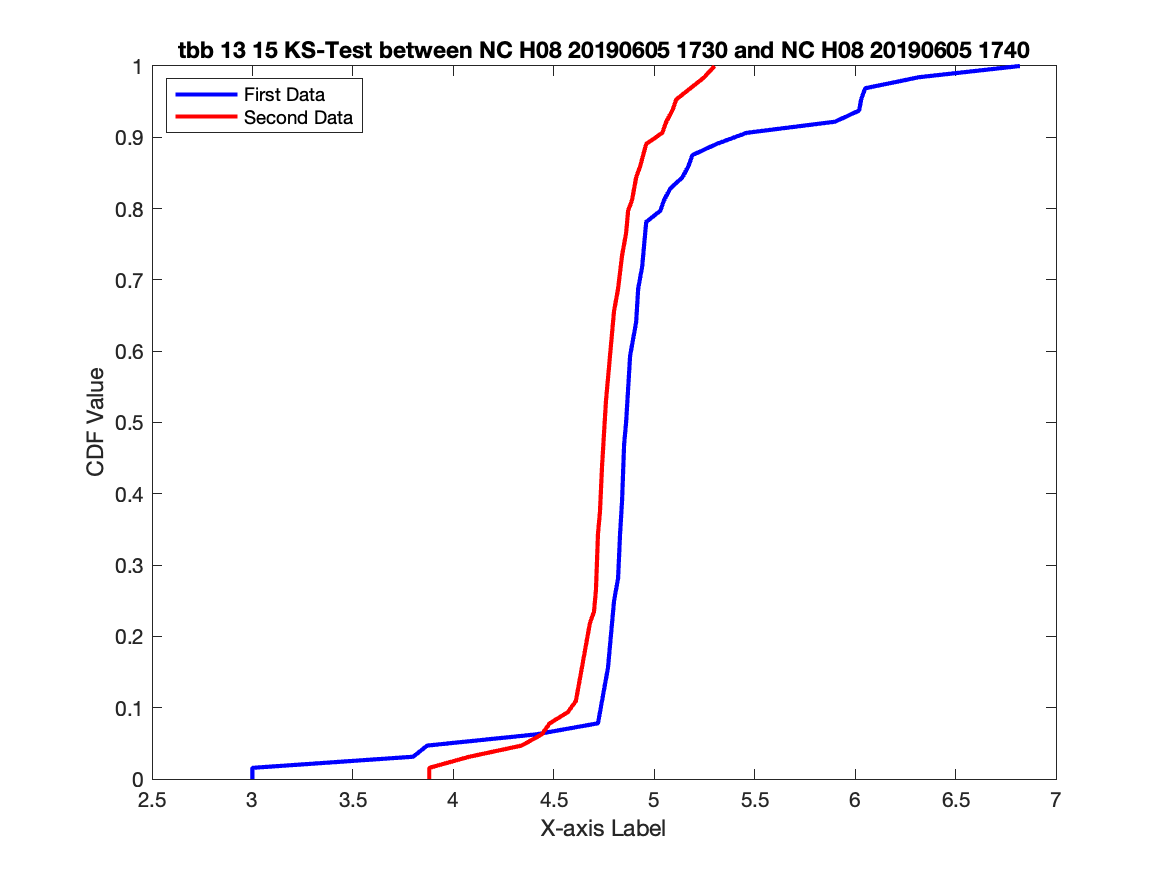 tbb 13 15 KS-Test between NC H08 20190605 1730 and NC H08 20190605 1740
First Data
Second Data
1
0.9
0.8
0.7
0.6
0.5
0.4
0.3
0.2
0.1
0
CDF Value
2.5 3 3.5 4 4.5 5 5.5 6 6.5 7
X-axis Label